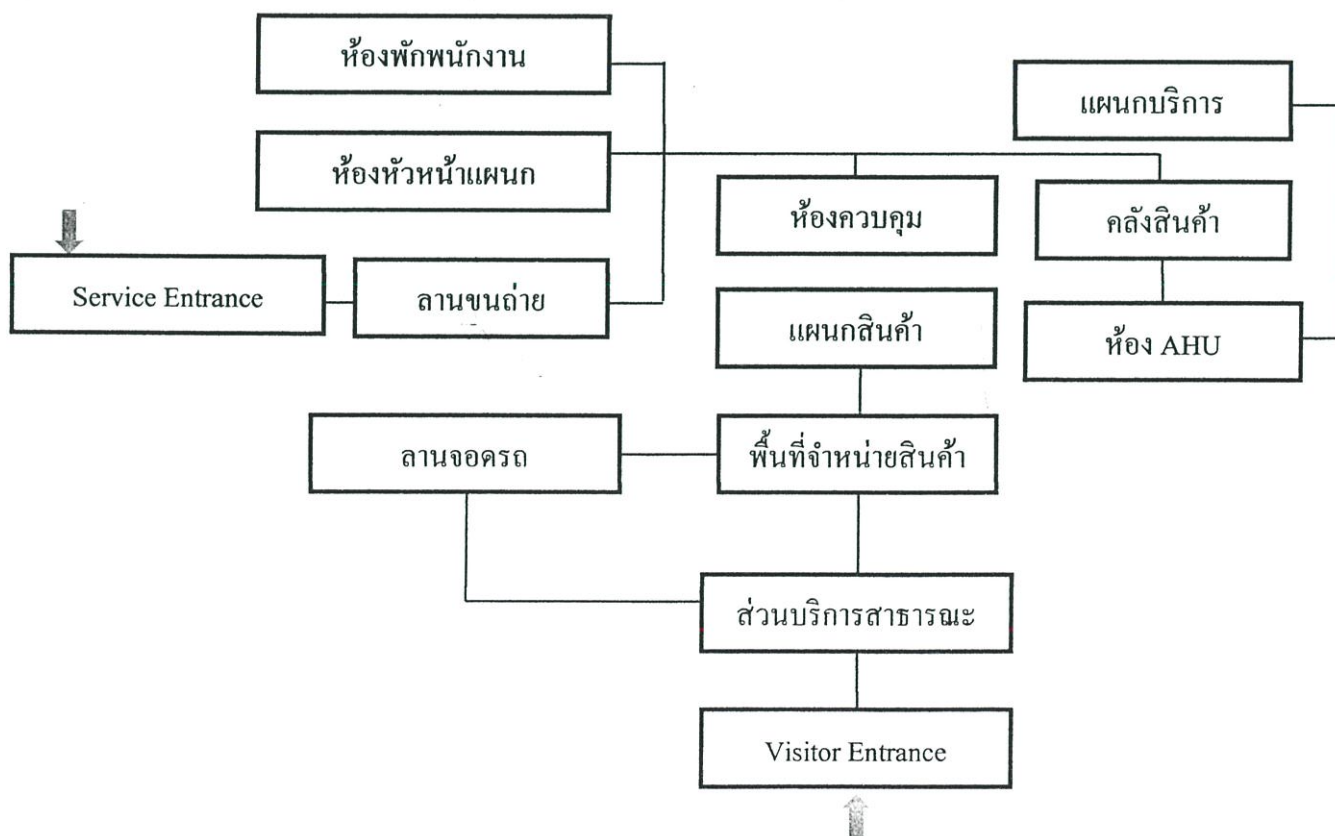 ห้องพักพนักงาน
แผนกบริการ
ห้องหัวหน้าแผนก
ห้องควบคุม
คลังสินค้า
Service Entrance
ลานขนถ่าย
แผนกสินค้า
ห้อง AHU
ลานจอดรถ
พื้นที่จำหน่ายสินค้า
ส่วนบริการสาธารณะ
Visitor Entrance